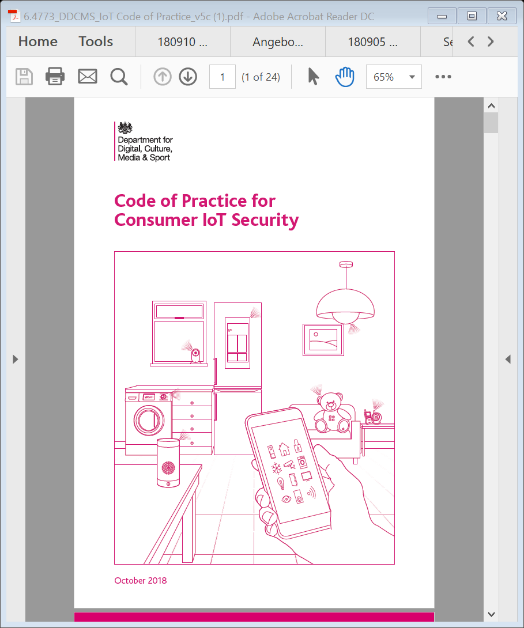 6.4773_DDCMS_IoT Code of Practice_v5c (1).pdf - Adobe Acrobat Reader DC
Home Tools 180910 ... Angebo... 180905 ... Se
1 (1 of 24) 65%
Department for
Digital, Culture,
Media & Sport
Code of Practice for
Consumer IoT Security
October 2018